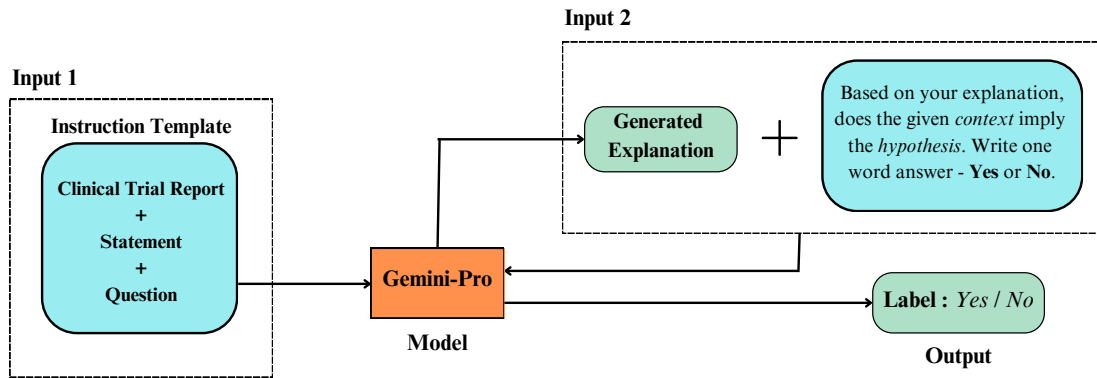 Input 1
Instruction Template
Clinical Trial Report
+
Statement
+
Question
Gemini-Pro
Model
Input 2
Generated
Explanation
+
Based on your explanation,
does the given context imply
the hypothesis. Write one
word answer - Yes or No.
Label : Yes / No
Output